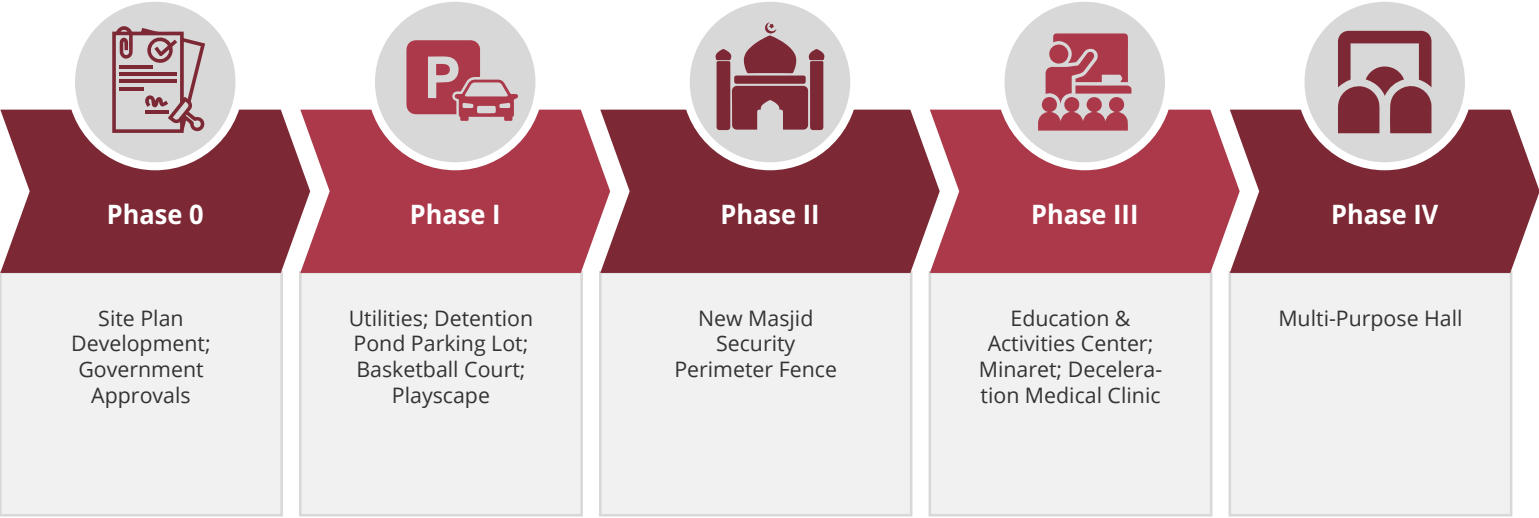 P
Phase 0
Site Plan
Development;
Government
Approvals
Phase I
Utilities; Detention
Pond Parking Lot;
Basketball Court;
Playscape
Phase II
New Masjid
Security
Perimeter Fence
Phase III
Education &
Activities Center;
Minaret; Decelera-
tion Medical Clinic
Phase IV
Multi-Purpose Hall